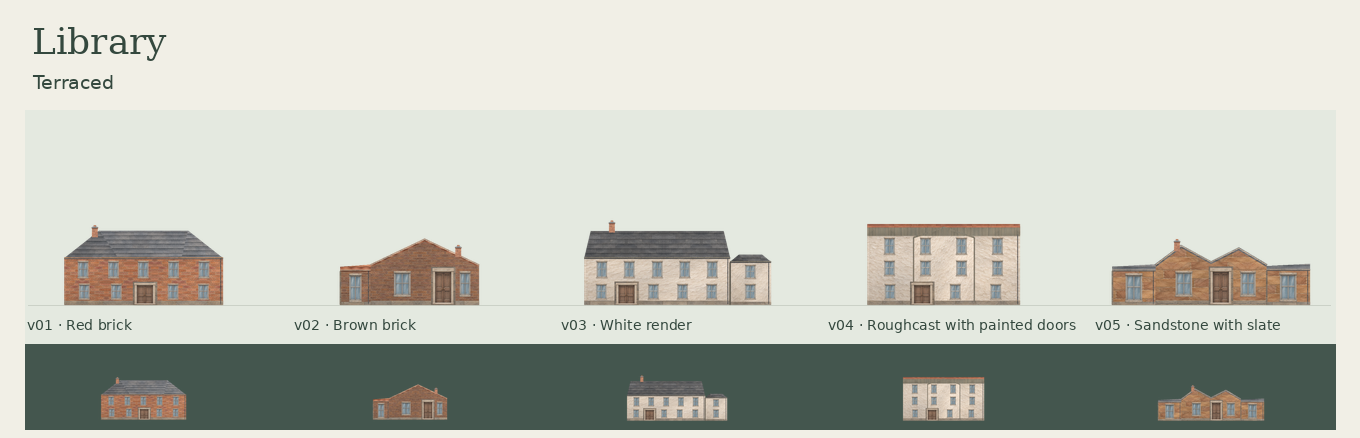 Library
Terraced
v01 · Red brick
v02 · Brown brick
v03 · White render
v04 · Roughcast with painted doors
v05 · Sandstone with slate